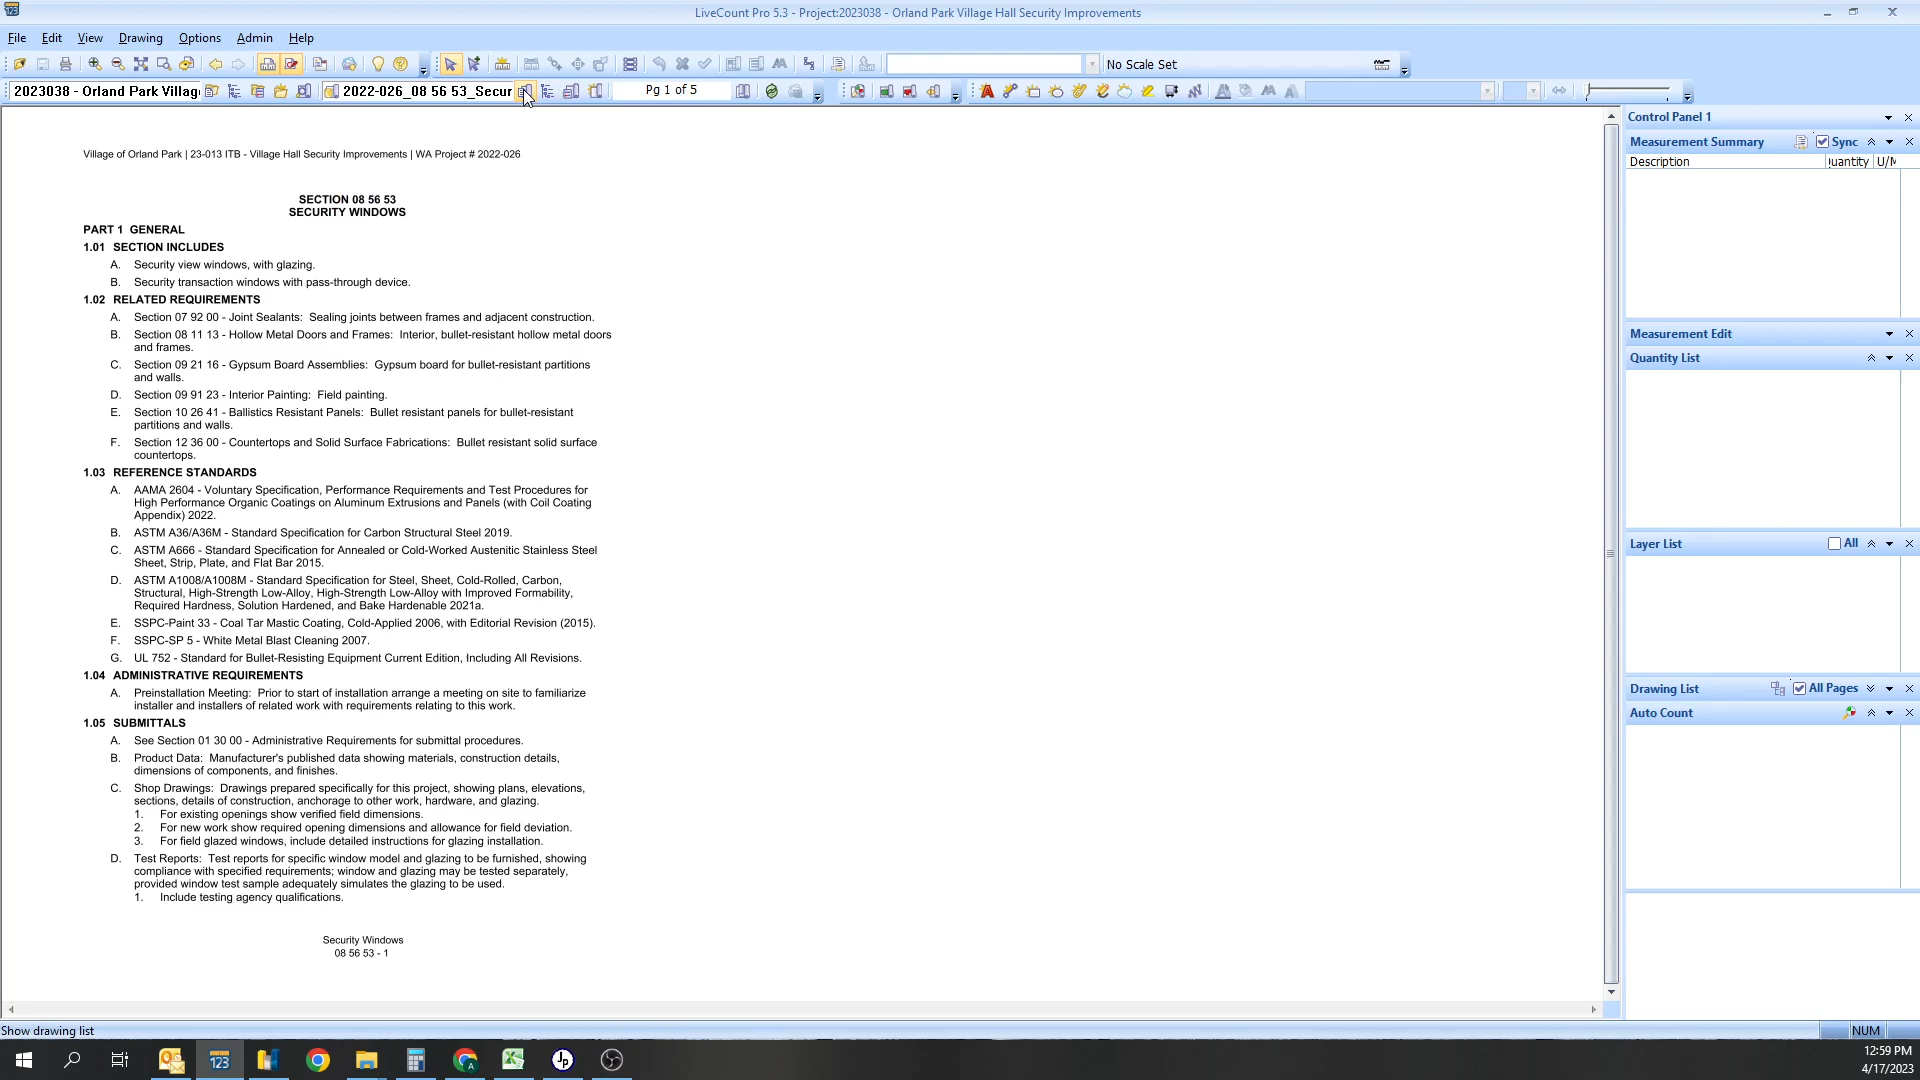 LiveCount Pro 5.3 - Project:2023038 - Orland Park Village Hall Security Improvements
File Edit View Drawing Options Admin Help
No Scale Set
2023038 - Orland Park Villag 2022-026_08 56 53_Secur Pg 1 of 5
Village of Orland Park | 23-013 ITB - Village Hall Security Improvements | WA Project # 2022-026
SECTION 08 56 53
SECURITY WINDOWS
PART 1 GENERAL
1.01 SECTION INCLUDES
A. Security view windows, with glazing.
B. Security transaction windows with pass-through device.
1.02 RELATED REQUIREMENTS
A. Section 07 92 00 - Joint Sealants: Sealing joints between frames and adjacent construction.
B. Section 08 11 13 - Hollow Metal Doors and Frames: Interior, bullet-resistant hollow metal doors
and frames.
C. Section 09 21 16 - Gypsum Board Assemblies: Gypsum board for bullet-resistant partitions
and walls.
D. Section 09 91 23 - Interior Painting: Field painting.
E. Section 10 26 41 - Ballistics Resistant Panels: Bullet resistant panels for bullet-resistant
partitions and walls.
F. Section 12 36 00 - Countertops and Solid Surface Fabrications: Bullet resistant solid surface
countertops.
1.03 REFERENCE STANDARDS
A. AAMA 2604 - Voluntary Specification, Performance Requirements and Test Procedures for
High Performance Organic Coatings on Aluminum Extrusions and Panels (with Coil Coating
Appendix) 2022.
B. ASTM A36/A36M - Standard Specification for Carbon Structural Steel 2019.
C. ASTM A666 - Standard Specification for Annealed or Cold-Worked Austenitic Stainless Steel
Sheet, Strip, Plate, and Flat Bar 2015.
D. ASTM A1008/A1008M - Standard Specification for Steel, Sheet, Cold-Rolled, Carbon,
Structural, High-Strength Low-Alloy, High-Strength Low-Alloy with Improved Formability,
Required Hardness, Solution Hardened, and Bake Hardenable 2021a.
E. SSPC-Paint 33 - Coal Tar Mastic Coating, Cold-Applied 2006, with Editorial Revision (2015).
F. SSPC-SP 5 - White Metal Blast Cleaning 2007.
G. UL 752 - Standard for Bullet-Resisting Equipment Current Edition, Including All Revisions.
1.04 ADMINISTRATIVE REQUIREMENTS
A. Preinstallation Meeting: Prior to start of installation arrange a meeting on site to familiarize
installer and installers of related work with requirements relating to this work.
1.05 SUBMITTALS
A. See Section 01 30 00 - Administrative Requirements for submittal procedures.
B. Product Data: Manufacturer's published data showing materials, construction details,
dimensions of components, and finishes.
C. Shop Drawings: Drawings prepared specifically for this project, showing plans, elevations,
sections, details of construction, anchorage to other work, hardware, and glazing.
1. For existing openings show verified field dimensions.
2. For new work show required opening dimensions and allowance for field deviation.
3. For field glazed windows, include detailed instructions for glazing installation.
D. Test Reports: Test reports for specific window model and glazing to be furnished, showing
compliance with specified requirements; window and glazing may be tested separately,
provided window test sample adequately simulates the glazing to be used.
1. Include testing agency qualifications.
Security Windows
08 56 53 - 1
Control Panel 1
Measurement Summary Sync
Description uantity U/M
Measurement Edit
Quantity List
Layer List All
Drawing List All Pages
Auto Count
Show drawing list NUM
123
12:59 PM
4/17/2023